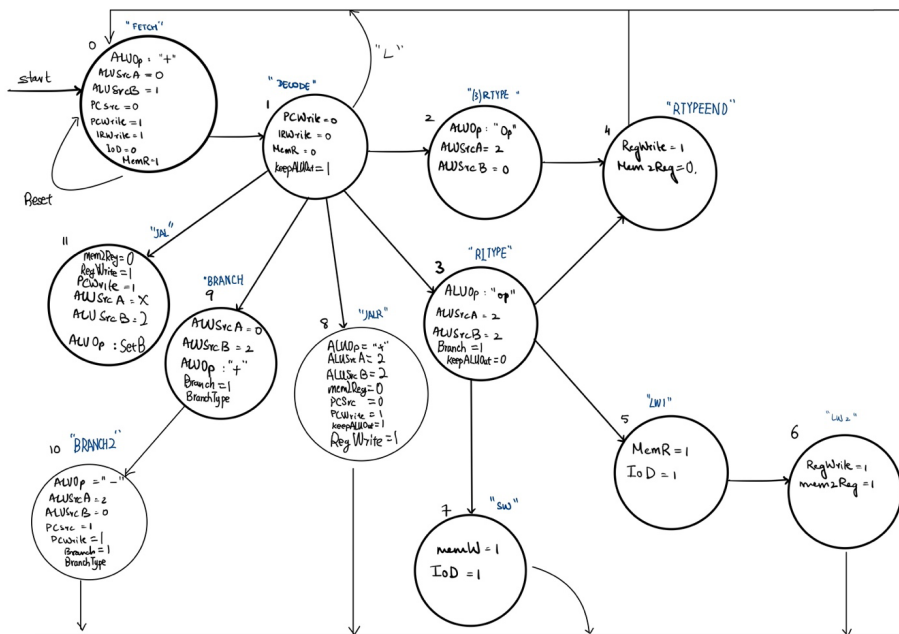 "FETCH"
0
ALUOp : "+"
ALUSrcA = 0
ALUSrcB = 1
PCSrc = 0
PCWrite = 1
IRWrite = 1
IoD = 0
MemR = 1
start
Reset
"L"
"DECODE"
1
PCWrite = 0
IRWrite = 0
MemR = 0
keepALUOut = 1
"(B)RTYPE"
2
ALUOp : "Op"
ALUSrcA = 2
ALUSrcB = 0
"RTYPEEND"
4
RegWrite = 1
Mem2Reg = 0.
"JAL"
11
mem2Reg = 0
RegWrite = 1
PCWrite = 1
ALUSrcA = X
ALUSrcB = 2
ALUOp : SetB
"BRANCH
9
ALUSrcA = 0
ALUSrcB = 2
ALUOp : "+"
Branch = 1
BranchType
"JALR"
8
ALUOp = "+"
ALUSrcA = 2
ALUSrcB = 2
mem2Reg = 0
PCSrc = 0
PCWrite = 1
keepALUOut = 1
RegWrite = 1
"RITYPE"
3
ALUOp : "op"
ALUSrcA = 2
ALUSrcB = 2
Branch = 1
keepALUOut = 0
"LW1"
5
MemR = 1
IoD = 1
"LW2"
6
RegWrite = 1
mem2Reg = 1
10 "BRANCH2"
ALUOp = "-"
ALUSrcA = 2
ALUSrcB = 0
PCSrc = 1
PCWrite = 1
Branch = 1
BranchType
"SW"
7
memW = 1
IoD = 1